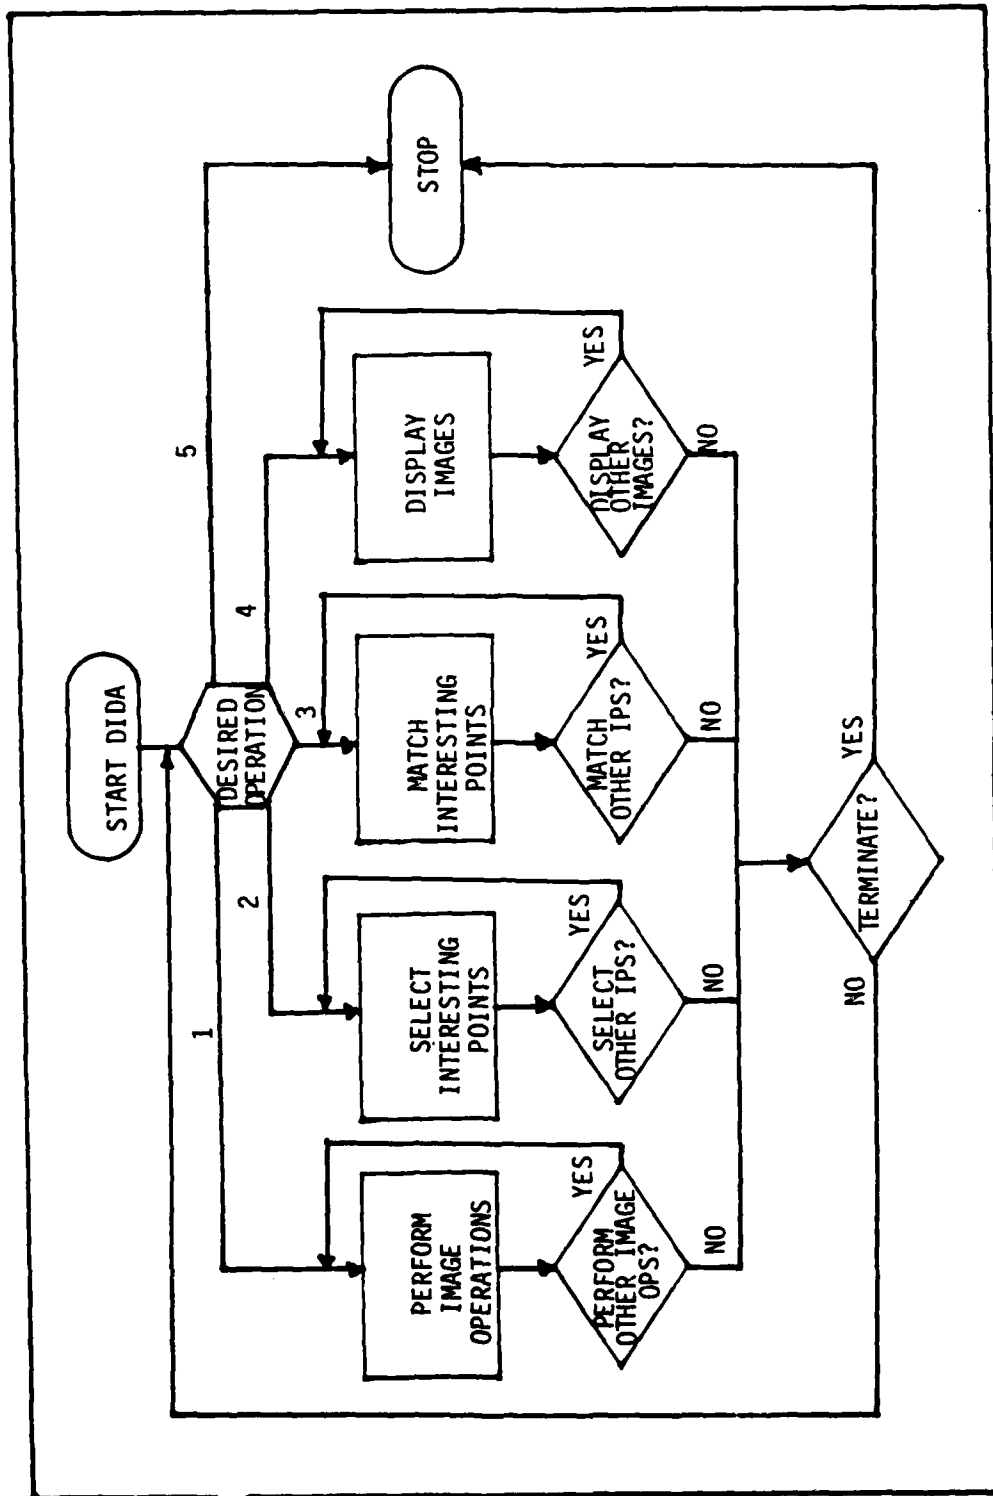 START DIDA
DESIRED
OPERATION
1
2
3
4
5
PERFORM
IMAGE
OPERATIONS
SELECT
INTERESTING
POINTS
MATCH
INTERESTING
POINTS
DISPLAY
IMAGES
STOP
PERFORM
OTHER IMAGE
OPS?
YES
NO
SELECT
OTHER IPS?
YES
NO
MATCH
OTHER IPS?
YES
NO
DISPLAY
OTHER
IMAGES?
YES
NO
TERMINATE?
NO
YES